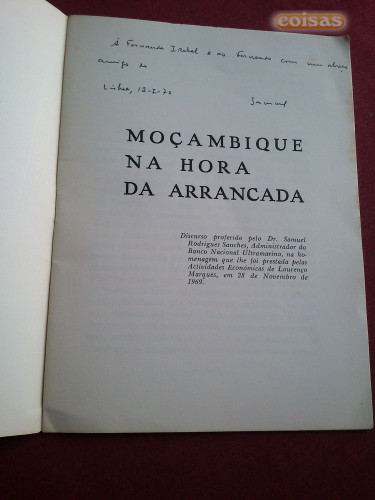 coisas
À Fernanda Isabel e ao Fernando com um abraço
amigo do
Lisboa, 12-I-70 Samuel
MOÇAMBIQUE
NA HORA
DA ARRANCADA
Discurso proferido pelo Dr. Samuel
Rodrigues Sanches, Administrador do
Banco Nacional Ultramarino, na ho-
menagem que lhe foi prestada pelas
Actividades Económicas de Lourenço
Marques, em 28 de Novembro de
1969.